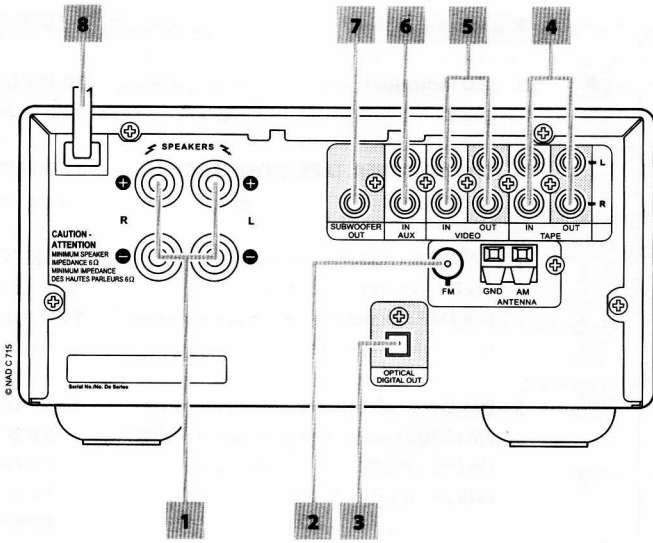 8 7 6 5 4
SPEAKERS
+ +
R L
- -
CAUTION -
ATTENTION
MINIMUM SPEAKER
IMPEDANCE 6 Ω
MINIMUM IMPEDANCE
DES HAUTES PARLEURS 6 Ω
L
R
SUBWOOFER
OUT
IN
AUX
IN OUT
VIDEO
IN OUT
TAPE
FM GND AM
ANTENNA
OPTICAL
DIGITAL OUT
Serial No./No. De Series
© NAD C 715
1 2 3